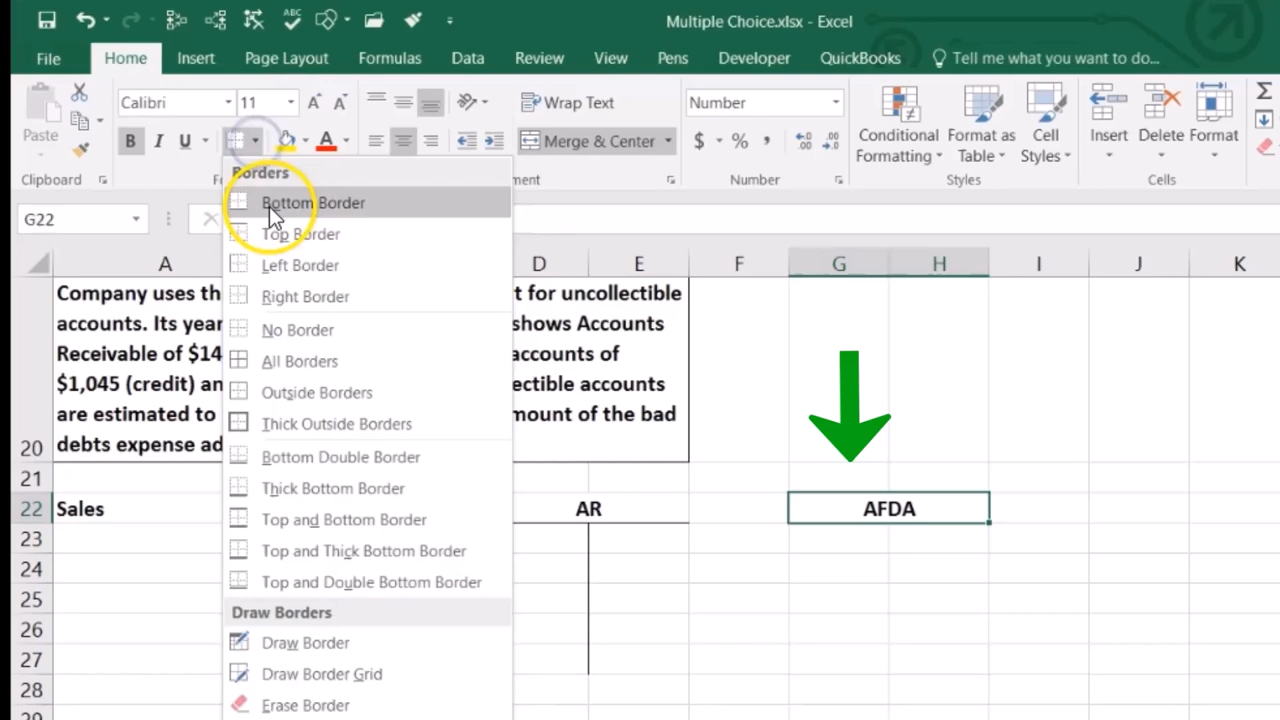 Multiple Choice.xlsx - Excel
File Home Insert Page Layout Formulas Data Review View Pens Developer QuickBooks Tell me what you want to do...
Paste
Calibri 11
B I U
Wrap Text
Merge & Center
Number
$ % ,
Conditional Formatting
Format as Table
Cell Styles
Insert Delete Format
Clipboard
Number Styles Cells
G22
Borders
Bottom Border
Top Border
Left Border
Right Border
No Border
All Borders
Outside Borders
Thick Outside Borders
Bottom Double Border
Thick Bottom Border
Top and Bottom Border
Top and Thick Bottom Border
Top and Double Bottom Border
Draw Borders
Draw Border
Draw Border Grid
Erase Border
A D E F G H I J K
Company uses th t for uncollectible
accounts. Its year shows Accounts
Receivable of $14 accounts of
$1,045 (credit) an ectible accounts
are estimated to mount of the bad
20 debts expense ad
21
22 Sales AR AFDA
23
24
25
26
27
28
29